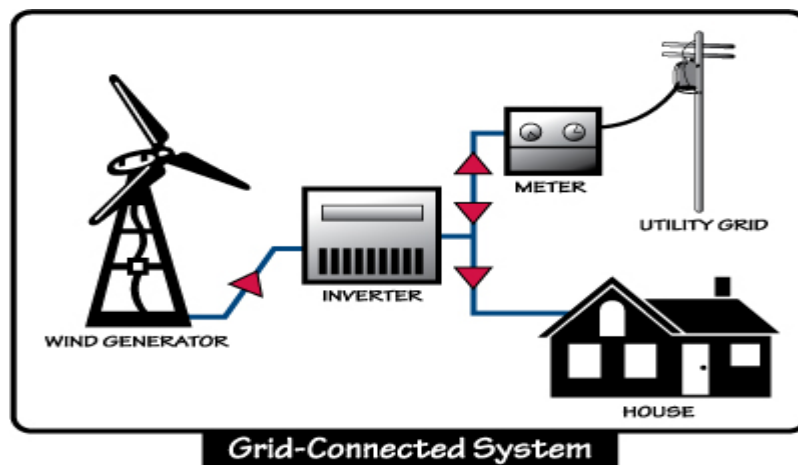 METER
UTILITY GRID
INVERTER
WIND GENERATOR
HOUSE
Grid-Connected System